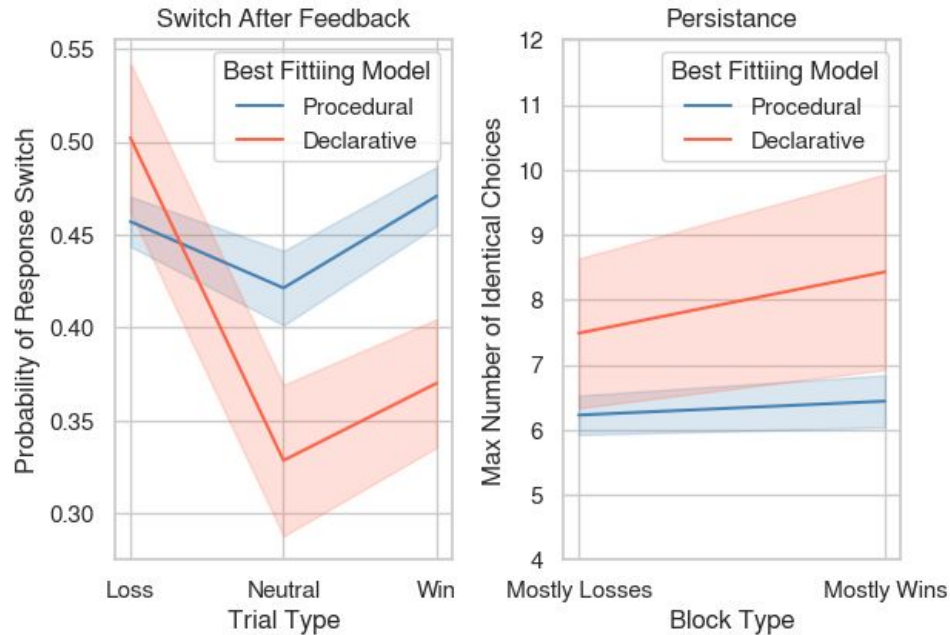 Switch After Feedback
Probability of Response Switch
0.55
0.50
0.45
0.40
0.35
0.30
Best Fittiing Model
Procedural
Declarative
Loss Neutral Win
Trial Type
Persistance
Max Number of Identical Choices
12
11
10
9
8
7
6
5
4
Best Fittiing Model
Procedural
Declarative
Mostly Losses Mostly Wins
Block Type